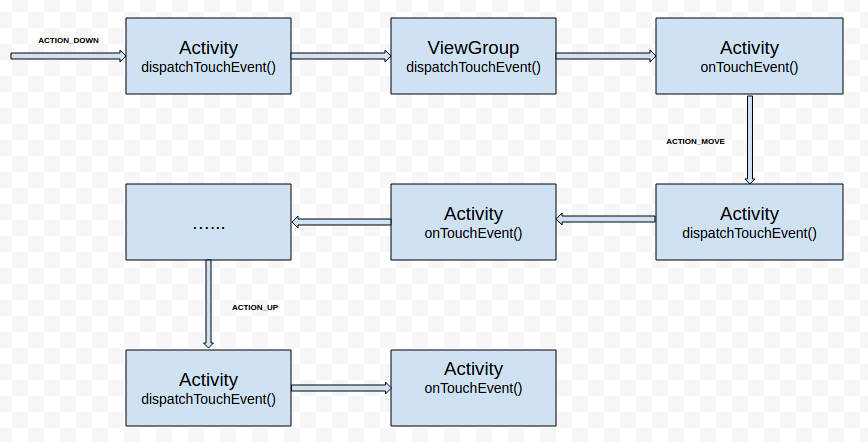 ACTION_DOWN
Activity
dispatchTouchEvent()
ViewGroup
dispatchTouchEvent()
Activity
onTouchEvent()
ACTION_MOVE
Activity
dispatchTouchEvent()
Activity
onTouchEvent()
......
ACTION_UP
Activity
dispatchTouchEvent()
Activity
onTouchEvent()